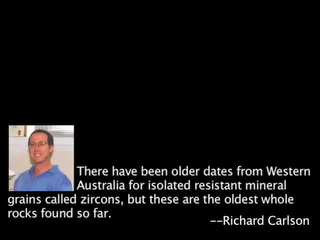 There have been older dates from Western
Australia for isolated resistant mineral
grains called zircons, but these are the oldest whole
rocks found so far.
--Richard Carlson